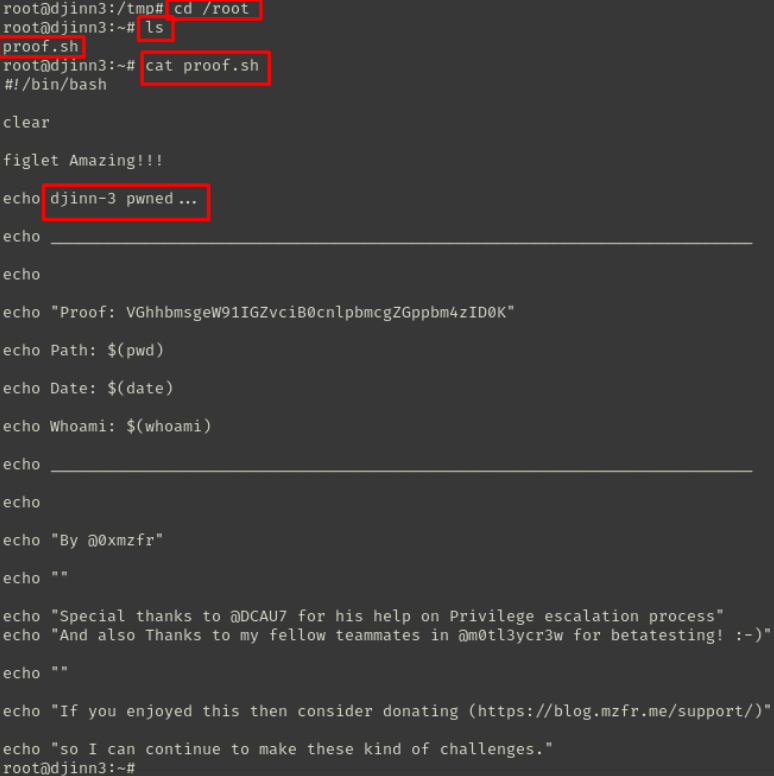 root@djinn3:/tmp# cd /root
root@djinn3:~# ls
proof.sh
root@djinn3:~# cat proof.sh
#!/bin/bash
clear
figlet Amazing!!!
echo djinn-3 pwned...
echo __________________________________________________________________________
echo
echo "Proof: VGhhbmsgeW91IGZvciB0cnlpbmcgZGppbm4zID0K"
echo Path: $(pwd)
echo Date: $(date)
echo Whoami: $(whoami)
echo __________________________________________________________________________
echo
echo "By @0xmzfr"
echo ""
echo "Special thanks to @DCAU7 for his help on Privilege escalation process"
echo "And also Thanks to my fellow teammates in @m0tl3ycr3w for betatesting! :-)"
echo ""
echo "If you enjoyed this then consider donating (https://blog.mzfr.me/support/)"
echo "so I can continue to make these kind of challenges."
root@djinn3:~#